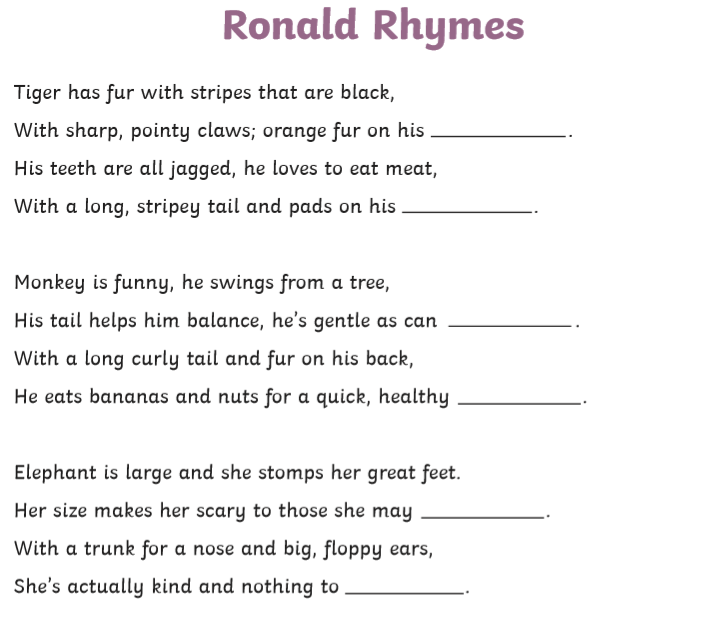 Ronald Rhymes
Tiger has fur with stripes that are black,
With sharp, pointy claws; orange fur on his ____________.
His teeth are all jagged, he loves to eat meat,
With a long, stripey tail and pads on his ____________.
Monkey is funny, he swings from a tree,
His tail helps him balance, he's gentle as can ___________.
With a long curly tail and fur on his back,
He eats bananas and nuts for a quick, healthy ___________.
Elephant is large and she stomps her great feet.
Her size makes her scary to those she may ___________.
With a trunk for a nose and big, floppy ears,
She's actually kind and nothing to ___________.